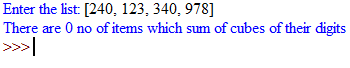 Enter the list: [240, 123, 340, 978]
There are 0 no of items which sum of cubes of their digits
>>>